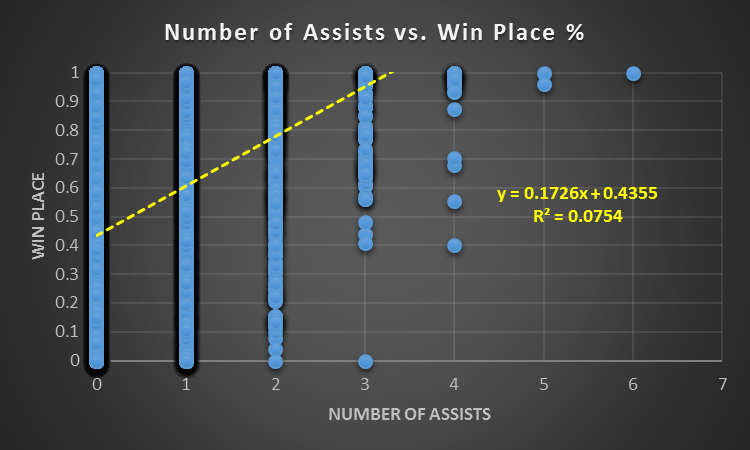 Number of Assists vs. Win Place %
WIN PLACE
1
0.9
0.8
0.7
0.6
0.5
0.4
0.3
0.2
0.1
0
y = 0.1726x + 0.4355
R² = 0.0754
0 1 2 3 4 5 6 7
NUMBER OF ASSISTS